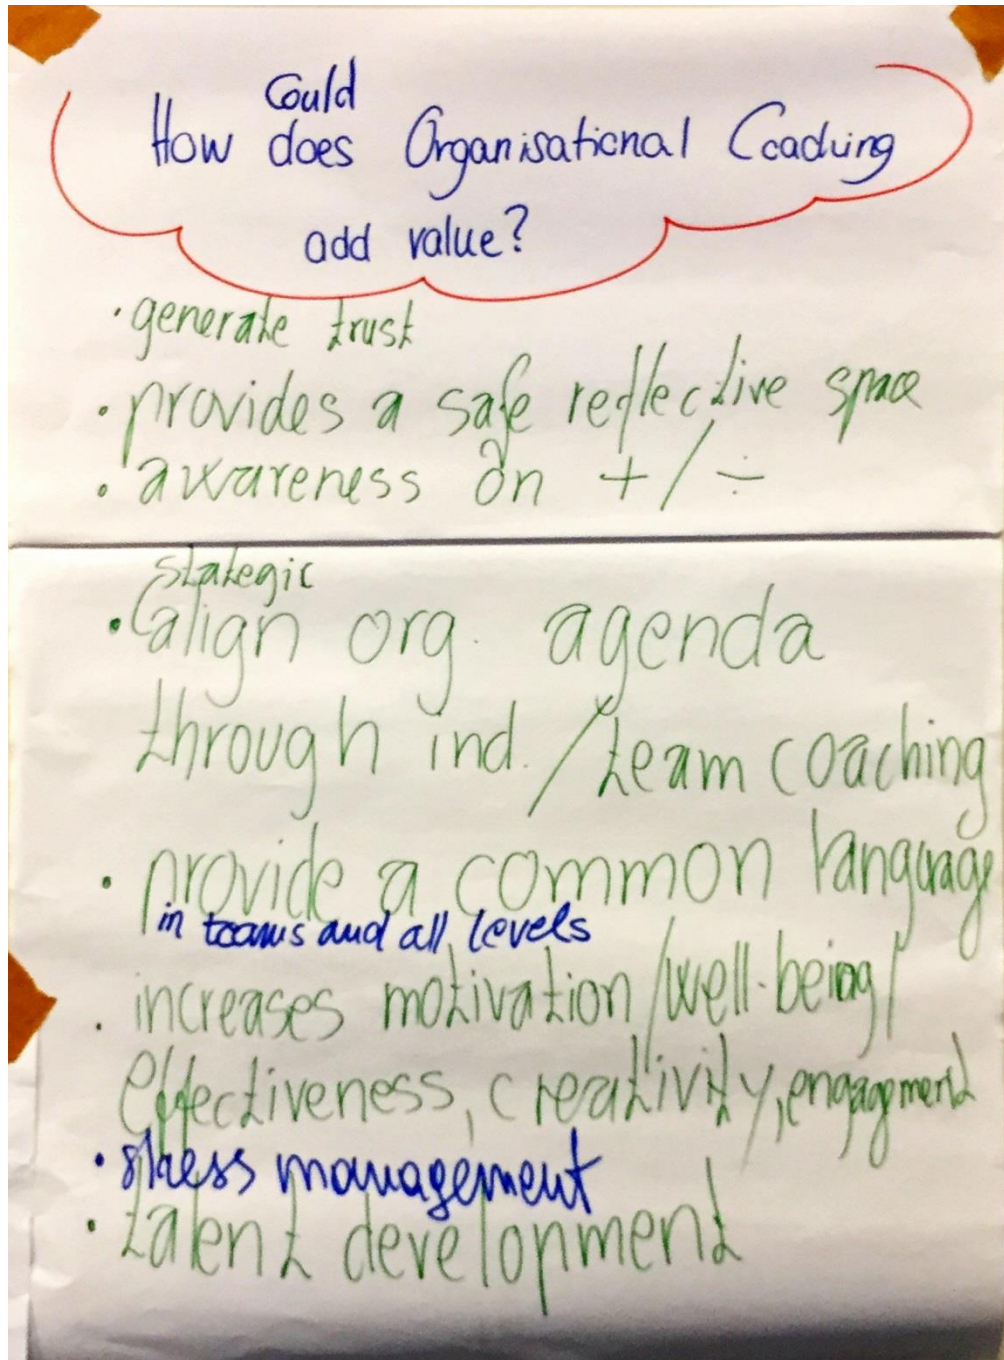 Could
How does Organisational Coaching
add value?
· generate trust
· provides a safe reflective space
· awareness on + / ÷
stategic
· align org. agenda
through ind. / team coaching
· provide a common language
in teams and all levels
· increases motivation / well-being /
effectiveness, creativity, engagement
· stress management
· talent development